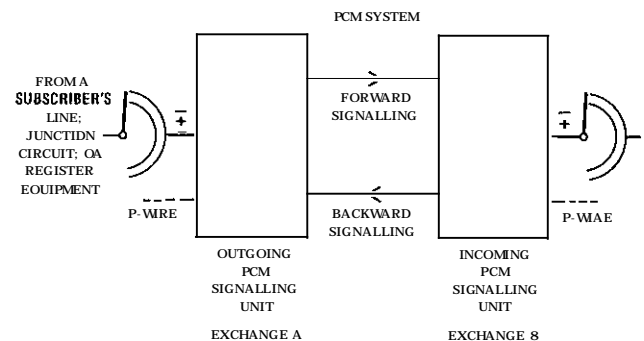 PCM SYSTEM
FROM A
SUBSCRIBER'S
LINE;
JUNCTIDN
CIRCUIT; OA
REGISTER
EOUIPMENT
P-WIRE
FORWARD
SIGNALLING
BACKWARD
SIGNALLING
P-WIAE
OUTGOING
PCM
SIGNALLING
UNIT
INCOMING
PCM
SIGNALLING
UNIT
EXCHANGE A
EXCHANGE 8